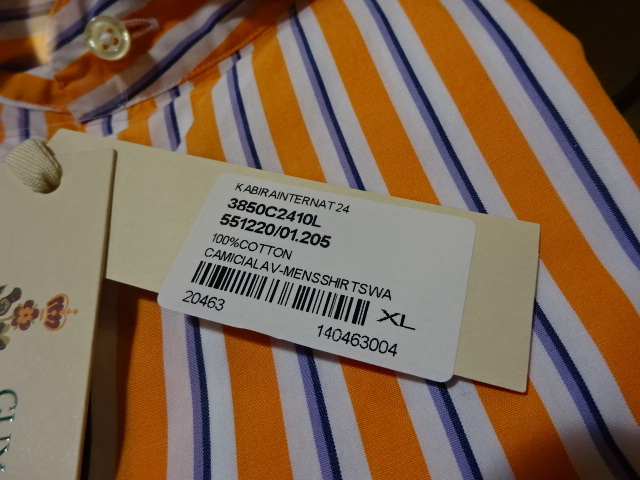 KABIRAINTERNAT 24
3850C2410L
551220/01.205
100%COTTON
CAMICIALAV-MENSSHIRTSWA
XL
20463
140463004